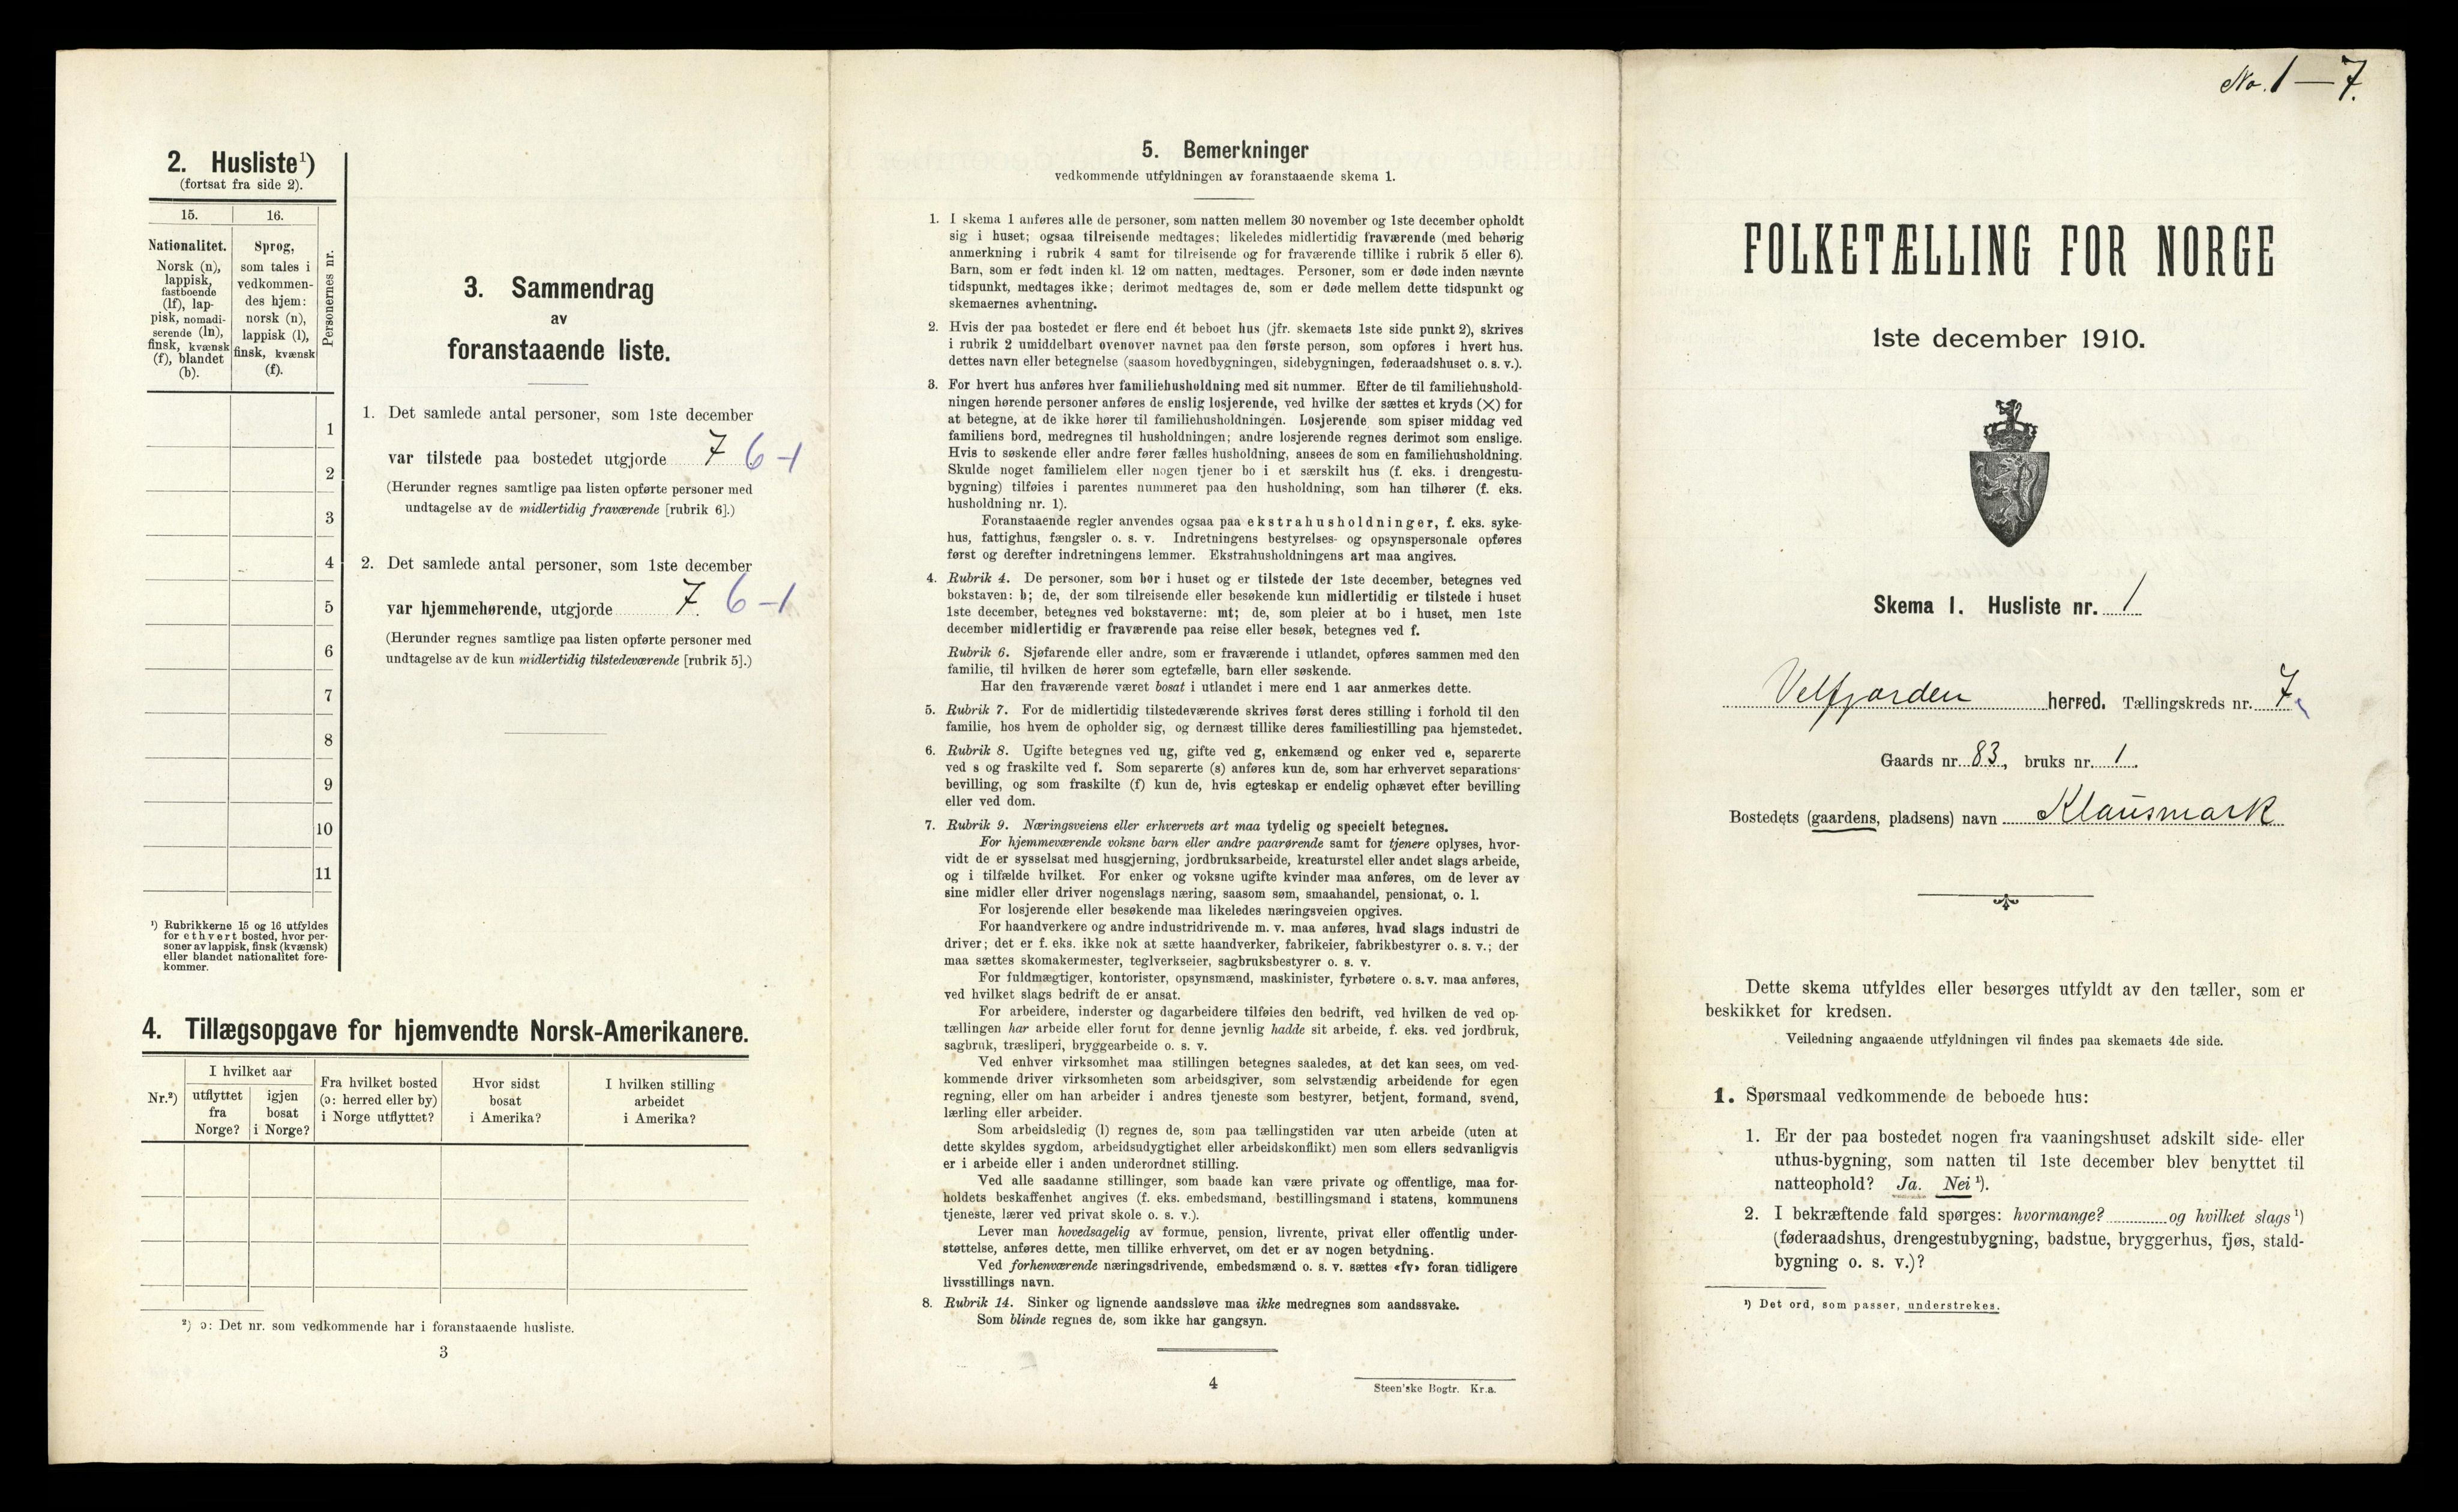 2. Husliste¹)
(fortsat fra side 2).
15.
16.
Nationalitet.
Norsk (n),
lappisk,
fastboende
(lf), lap-
pisk, nomadi-
serende (ln),
finsk, kvænsk
(f), blandet
(b).
Sprog,
som tales i
vedkommen-
des hjem:
norsk (n),
lappisk (l),
finsk, kvænsk
(f).
Personernes nr.
1
2
3
4
5
6
7
8
9
10
11
¹) Rubrikkerne 15 og 16 utfyldes
for ethvert bosted, hvor per-
soner av lappisk, finsk (kvænsk)
eller blandet nationalitet fore-
kommer.
3. Sammendrag
av
foranstaaende liste.
1. Det samlede antal personer, som 1ste december
var tilstede paa bostedet utgjorde 7 6-1
(Herunder regnes samtlige paa listen opførte personer med
undtagelse av de midlertidig fraværende [rubrik 6].)
2. Det samlede antal personer, som 1ste december
var hjemmehørende, utgjorde 7. 6-1
(Herunder regnes samtlige paa listen opførte personer med
undtagelse av de kun midlertidig tilstedeværende [rubrik 5].)
4. Tillægsopgave for hjemvendte Norsk-Amerikanere.
Nr.²)
I hvilket aar
utflyttet
fra
Norge?
igjen
bosat
i Norge?
Fra hvilket bosted
(ɔ: herred eller by)
i Norge utflyttet?
Hvor sidst
bosat
i Amerika?
I hvilken stilling
arbeidet
i Amerika?
²) ɔ: Det nr. som vedkommende har i foranstaaende husliste.
3
5. Bemerkninger
vedkommende utfyldningen av foranstaaende skema 1.
1. I skema 1 anføres alle de personer, som natten mellem 30 november og 1ste december opholdt
sig i huset; ogsaa tilreisende medtages; likeledes midlertidig fraværende (med behørig
anmerkning i rubrik 4 samt for tilreisende og for fraværende tillike i rubrik 5 eller 6).
Barn, som er født inden kl. 12 om natten, medtages. Personer, som er døde inden nævnte
tidspunkt, medtages ikke; derimot medtages de, som er døde mellem dette tidspunkt og
skemaernes avhentning.
2. Hvis der paa bostedet er flere end ét beboet hus (jfr. skemaets 1ste side punkt 2), skrives
i rubrik 2 umiddelbart ovenover navnet paa den første person, som opføres i hvert hus.
dettes navn eller betegnelse (saasom hovedbygningen, sidebygningen, føderaadshuset o. s. v.).
3. For hvert hus anføres hver familiehusholdning med sit nummer. Efter de til familiehushold-
ningen hørende personer anføres de enslig losjerende, ved hvilke der sættes et kryds (×) for
at betegne, at de ikke hører til familiehusholdningen. Losjerende som spiser middag ved
familiens bord, medregnes til husholdningen; andre losjerende regnes derimot som enslige.
Hvis to søskende eller andre fører fælles husholdning, ansees de som en familiehusholdning.
Skulde noget familielem eller nogen tjener bo i et særskilt hus (f. eks. i drengestu-
bygning) tilføies i parentes nummeret paa den husholdning, som han tilhører (f. eks.
husholdning nr. 1).
Foranstaaende regler anvendes ogsaa paa ekstrahusholdninger, f. eks. syke-
hus, fattighus, fængsler o. s. v. Indretningens bestyrelses- og opsynspersonale opføres
først og derefter indretningens lemmer. Ekstrahusholdningens art maa angives.
4. Rubrik 4. De personer, som bor i huset og er tilstede der 1ste december, betegnes ved
bokstaven: b; de, der som tilreisende eller besøkende kun midlertidig er tilstede i huset
1ste december, betegnes ved bokstaverne: mt; de, som pleier at bo i huset, men 1ste
december midlertidig er fraværende paa reise eller besøk, betegnes ved f.
Rubrik 6. Sjøfarende eller andre, som er fraværende i utlandet, opføres sammen med den
familie, til hvilken de hører som egtefælle, barn eller søskende.
Har den fraværende været bosat i utlandet i mere end 1 aar anmerkes dette.
5. Rubrik 7. For de midlertidig tilstedeværende skrives først deres stilling i forhold til den
familie, hos hvem de opholder sig, og dernæst tillike deres familiestilling paa hjemstedet.
6. Rubrik 8. Ugifte betegnes ved ug, gifte ved g, enkemænd og enker ved e, separerte
ved s og fraskilte ved f. Som separerte (s) anføres kun de, som har erhvervet separations-
bevilling, og som fraskilte (f) kun de, hvis egteskap er endelig ophævet efter bevilling
eller ved dom.
7. Rubrik 9. Næringsveiens eller erhvervets art maa tydelig og specielt betegnes.
For hjemmeværende voksne barn eller andre paarørende samt for tjenere oplyses, hvor-
vidt de er sysselsat med husgjerning, jordbruksarbeide, kreaturstel eller andet slags arbeide,
og i tilfælde hvilket. For enker og voksne ugifte kvinder maa anføres, om de lever av
sine midler eller driver nogenslags næring, saasom søm, smaahandel, pensionat, o. l.
For losjerende eller besøkende maa likeledes næringsveien opgives.
For haandverkere og andre industridrivende m. v. maa anføres, hvad slags industri de
driver; det er f. eks. ikke nok at sætte haandverker, fabrikeier, fabrikbestyrer o. s. v.; der
maa sættes skomakermester, teglverkseier, sagbruksbestyrer o. s. v.
For fuldmægtiger, kontorister, opsynsmænd, maskinister, fyrbøtere o. s. v. maa anføres,
ved hvilket slags bedrift de er ansat.
For arbeidere, inderster og dagarbeidere tilføies den bedrift, ved hvilken de ved op-
tællingen har arbeide eller forut for denne jevnlig hadde sit arbeide, f. eks. ved jordbruk,
sagbruk, træsliperi, bryggearbeide o. s. v.
Ved enhver virksomhet maa stillingen betegnes saaledes, at det kan sees, om ved-
kommende driver virksomheten som arbeidsgiver, som selvstændig arbeidende for egen
regning, eller om han arbeider i andres tjeneste som bestyrer, betjent, formand, svend,
lærling eller arbeider.
Som arbeidsledig (l) regnes de, som paa tællingstiden var uten arbeide (uten at
dette skyldes sygdom, arbeidsudygtighet eller arbeidskonflikt) men som ellers sedvanligvis
er i arbeide eller i anden underordnet stilling.
Ved alle saadanne stillinger, som baade kan være private og offentlige, maa for-
holdets beskaffenhet angives (f. eks. embedsmand, bestillingsmand i statens, kommunens
tjeneste, lærer ved privat skole o. s. v.).
Lever man hovedsagelig av formue, pension, livrente, privat eller offentlig under-
støttelse, anføres dette, men tillike erhvervet, om det er av nogen betydning.
Ved forhenværende næringsdrivende, embedsmænd o. s. v. sættes «fv» foran tidligere
livsstillings navn.
8. Rubrik 14. Sinker og lignende aandssløve maa ikke medregnes som aandssvake.
Som blinde regnes de, som ikke har gangsyn.
4
Steen'ske Bogtr. Kr.a.
No. 1—7.
FOLKETÆLLING FOR NORGE
1ste december 1910.
Skema 1. Husliste nr. 1
Velfjorden herred. Tællingskreds nr. 7
Gaards nr. 83, bruks nr. 1.
Bostedets (gaardens, pladsens) navn Klausmark
Dette skema utfyldes eller besørges utfyldt av den tæller, som er
beskikket for kredsen.
Veiledning angaaende utfyldningen vil findes paa skemaets 4de side.
1. Spørsmaal vedkommende de beboede hus:
1. Er der paa bostedet nogen fra vaaningshuset adskilt side- eller
uthus-bygning, som natten til 1ste december blev benyttet til
natteophold? Ja. Nei ¹).
2. I bekræftende fald spørges: hvormange? og hvilket slags ¹)
(føderaadshus, drengestubygning, badstue, bryggerhus, fjøs, stald-
bygning o. s. v.)?
¹) Det ord, som passer, understrekes.